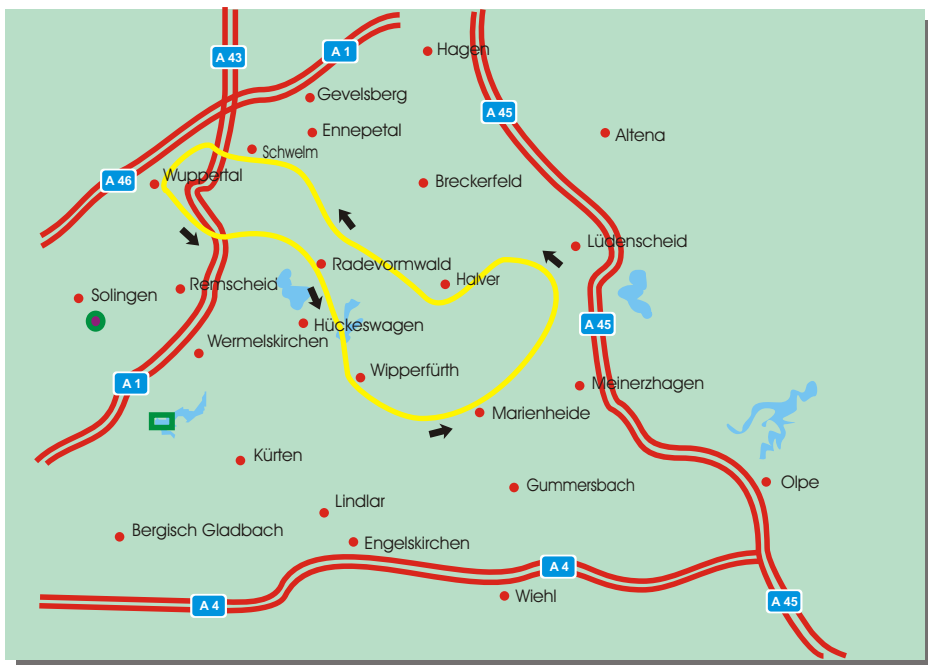 Hagen
A 1
A 43
Gevelsberg
A 45
Ennepetal
Altena
Schwelm
Wuppertal
A 46
Breckerfeld
Lüdenscheid
Radevormwald
Halver
Remscheid
Solingen
Hückeswagen
A 45
Wermelskirchen
Wipperfürth
A 1
Meinerzhagen
Marienheide
Kürten
Gummersbach
Olpe
Lindlar
Bergisch Gladbach
Engelskirchen
A 4
Wiehl
A 4
A 45